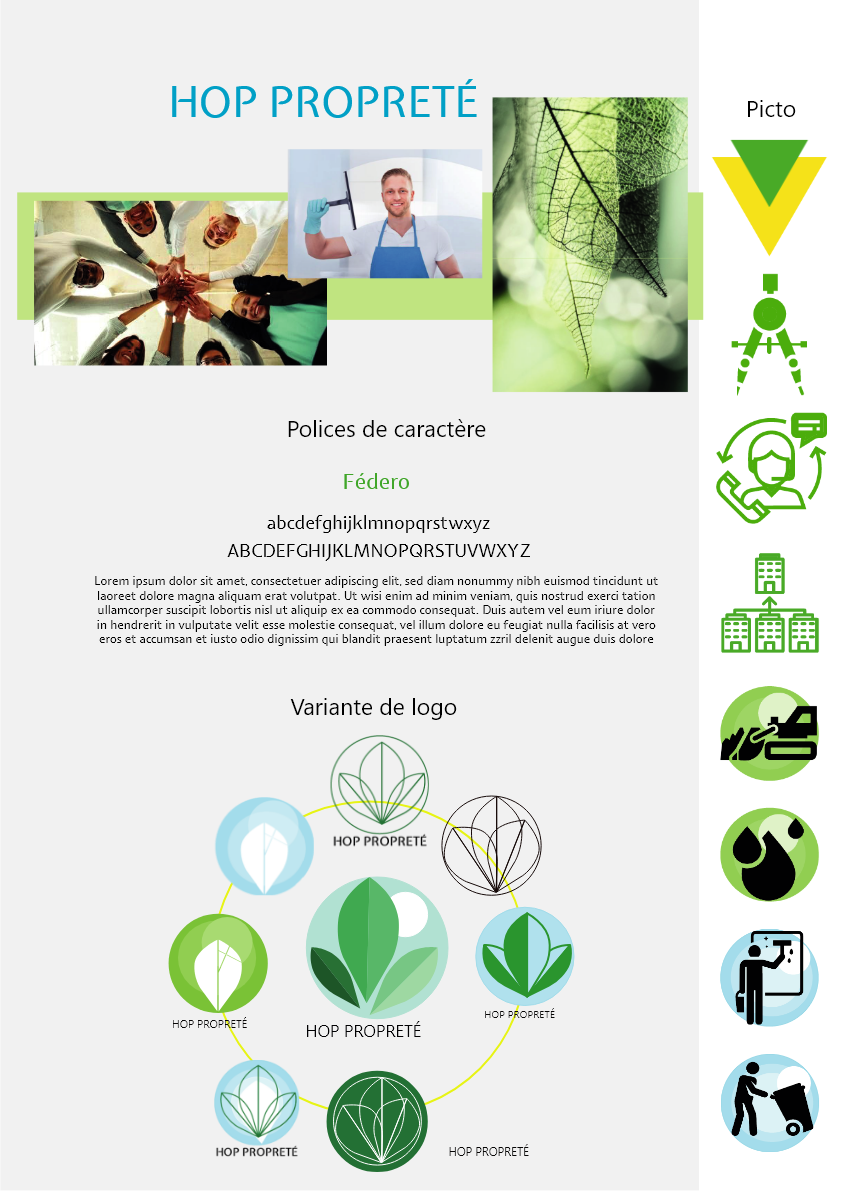 HOP PROPRETÉ
Picto
Polices de caractère
Fédero
abcdefghijklmnopqrstwxyz
ABCDEFGHIJKLMNOPQRSTUVWXYZ
Lorem ipsum dolor sit amet, consectetuer adipiscing elit, sed diam nonummy nibh euismod tincidunt ut
laoreet dolore magna aliquam erat volutpat. Ut wisi enim ad minim veniam, quis nostrud exerci tation
ullamcorper suscipit lobortis nisl ut aliquip ex ea commodo consequat. Duis autem vel eum iriure dolor
in hendrerit in vulputate velit esse molestie consequat, vel illum dolore eu feugiat nulla facilisis at vero
eros et accumsan et iusto odio dignissim qui blandit praesent luptatum zzril delenit augue duis dolore
Variante de logo
HOP PROPRETÉ
HOP PROPRETÉ
HOP PROPRETÉ
HOP PROPRETÉ
HOP PROPRETÉ
HOP PROPRETÉ